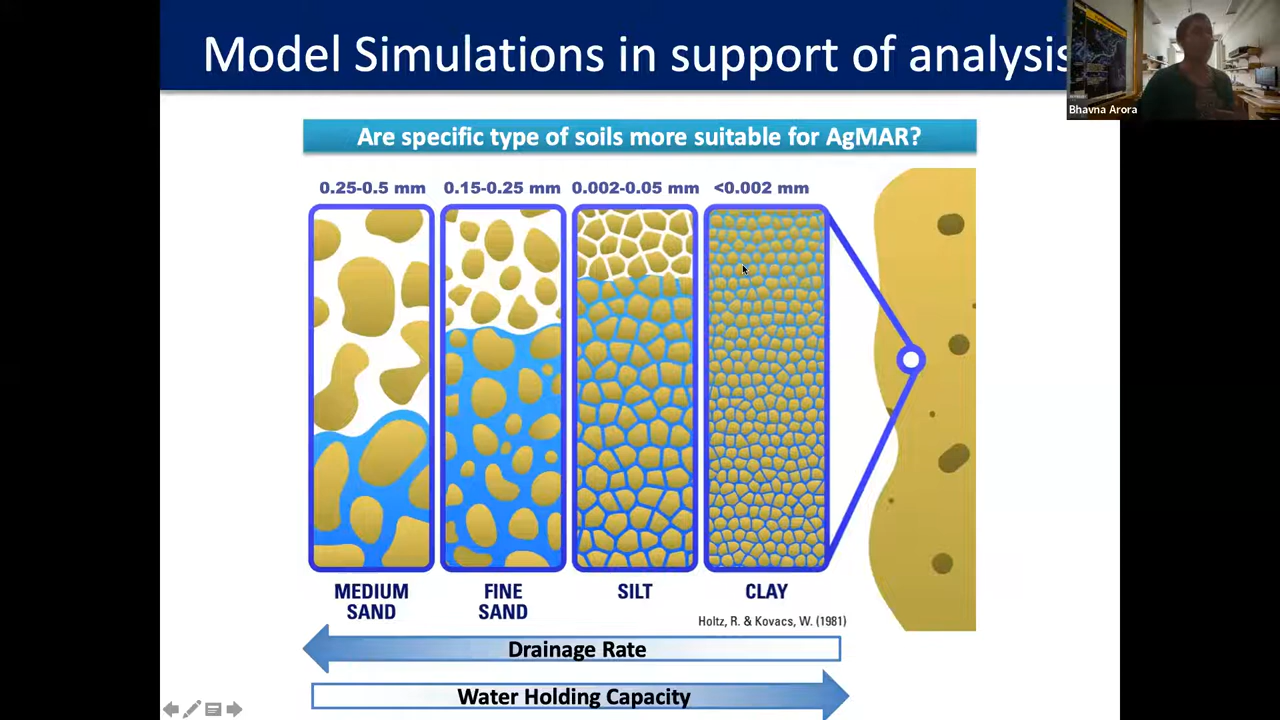 Model Simulations in support of analysis
Bhavna Arora
Are specific type of soils more suitable for AgMAR?
0.25-0.5 mm 0.15-0.25 mm 0.002-0.05 mm <0.002 mm
MEDIUM SAND
FINE SAND
SILT
CLAY
Holtz, R. & Kovacs, W. (1981)
Drainage Rate
Water Holding Capacity